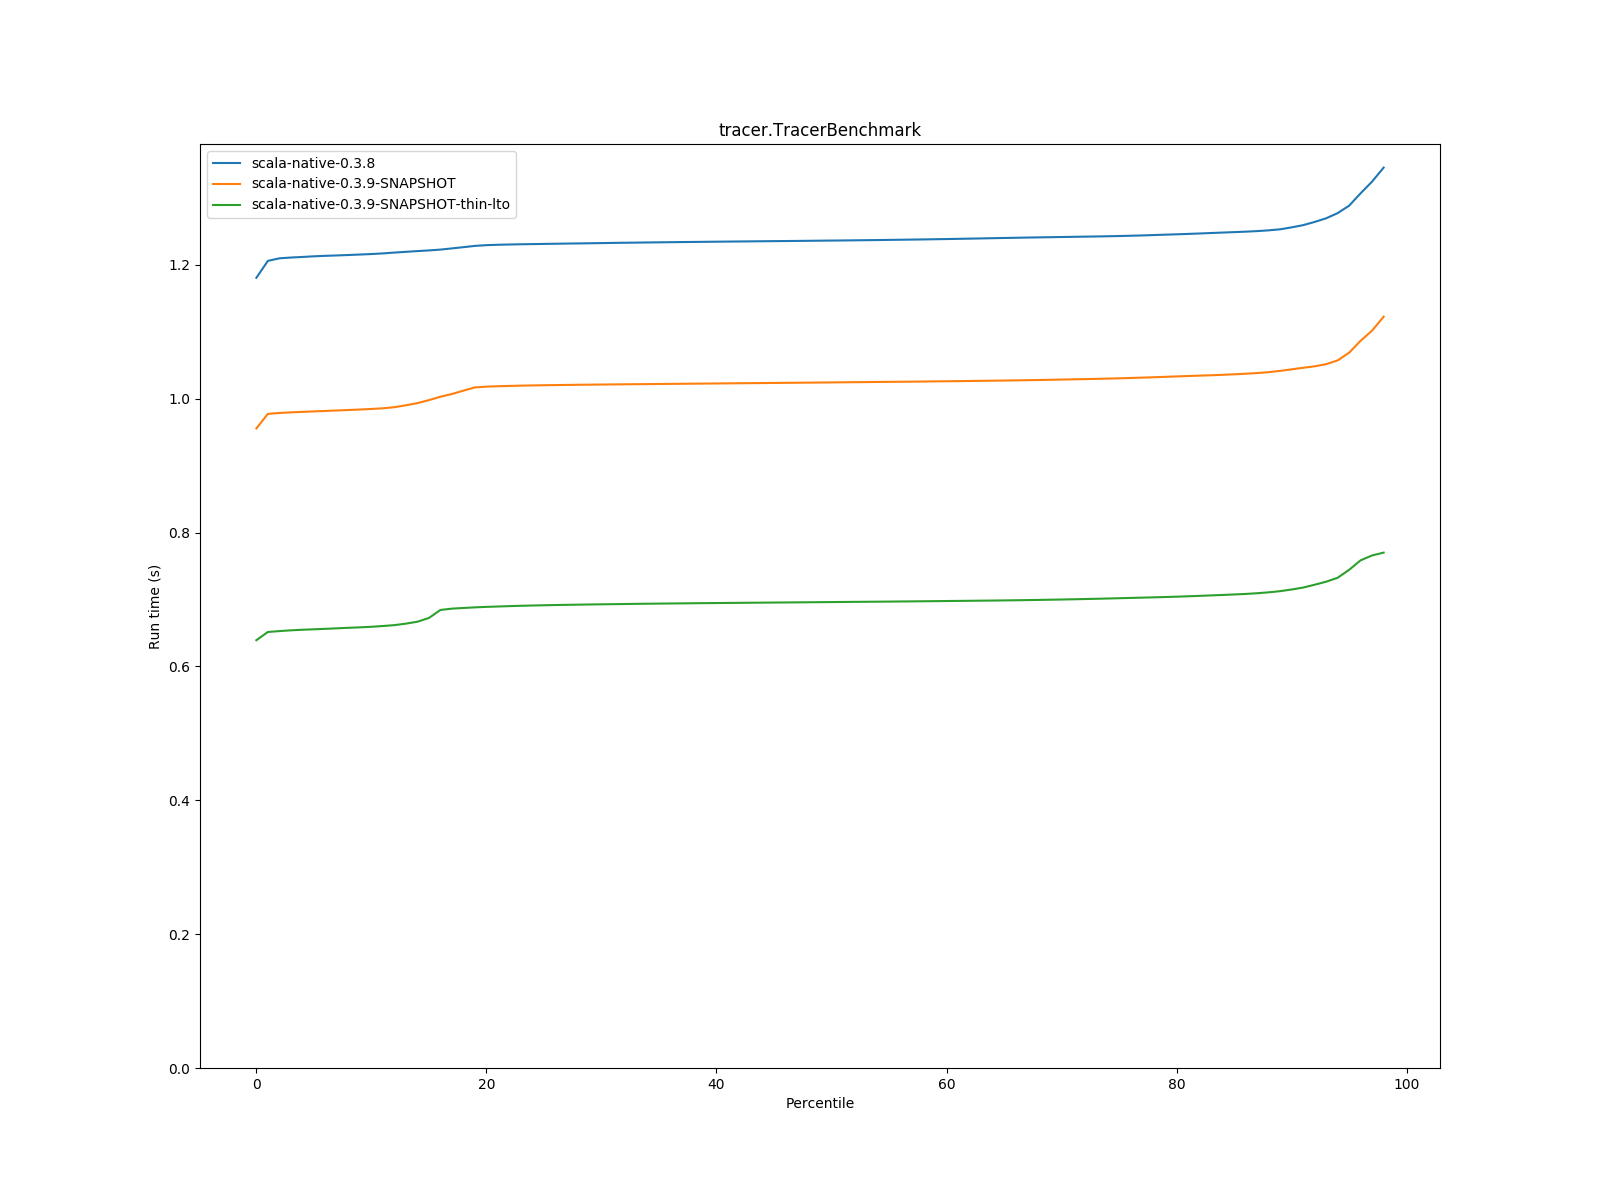 tracer.TracerBenchmark
scala-native-0.3.8
scala-native-0.3.9-SNAPSHOT
scala-native-0.3.9-SNAPSHOT-thin-lto
1.2
1.0
0.8
0.6
0.4
0.2
0.0
Run time (s)
0 20 40 60 80 100
Percentile